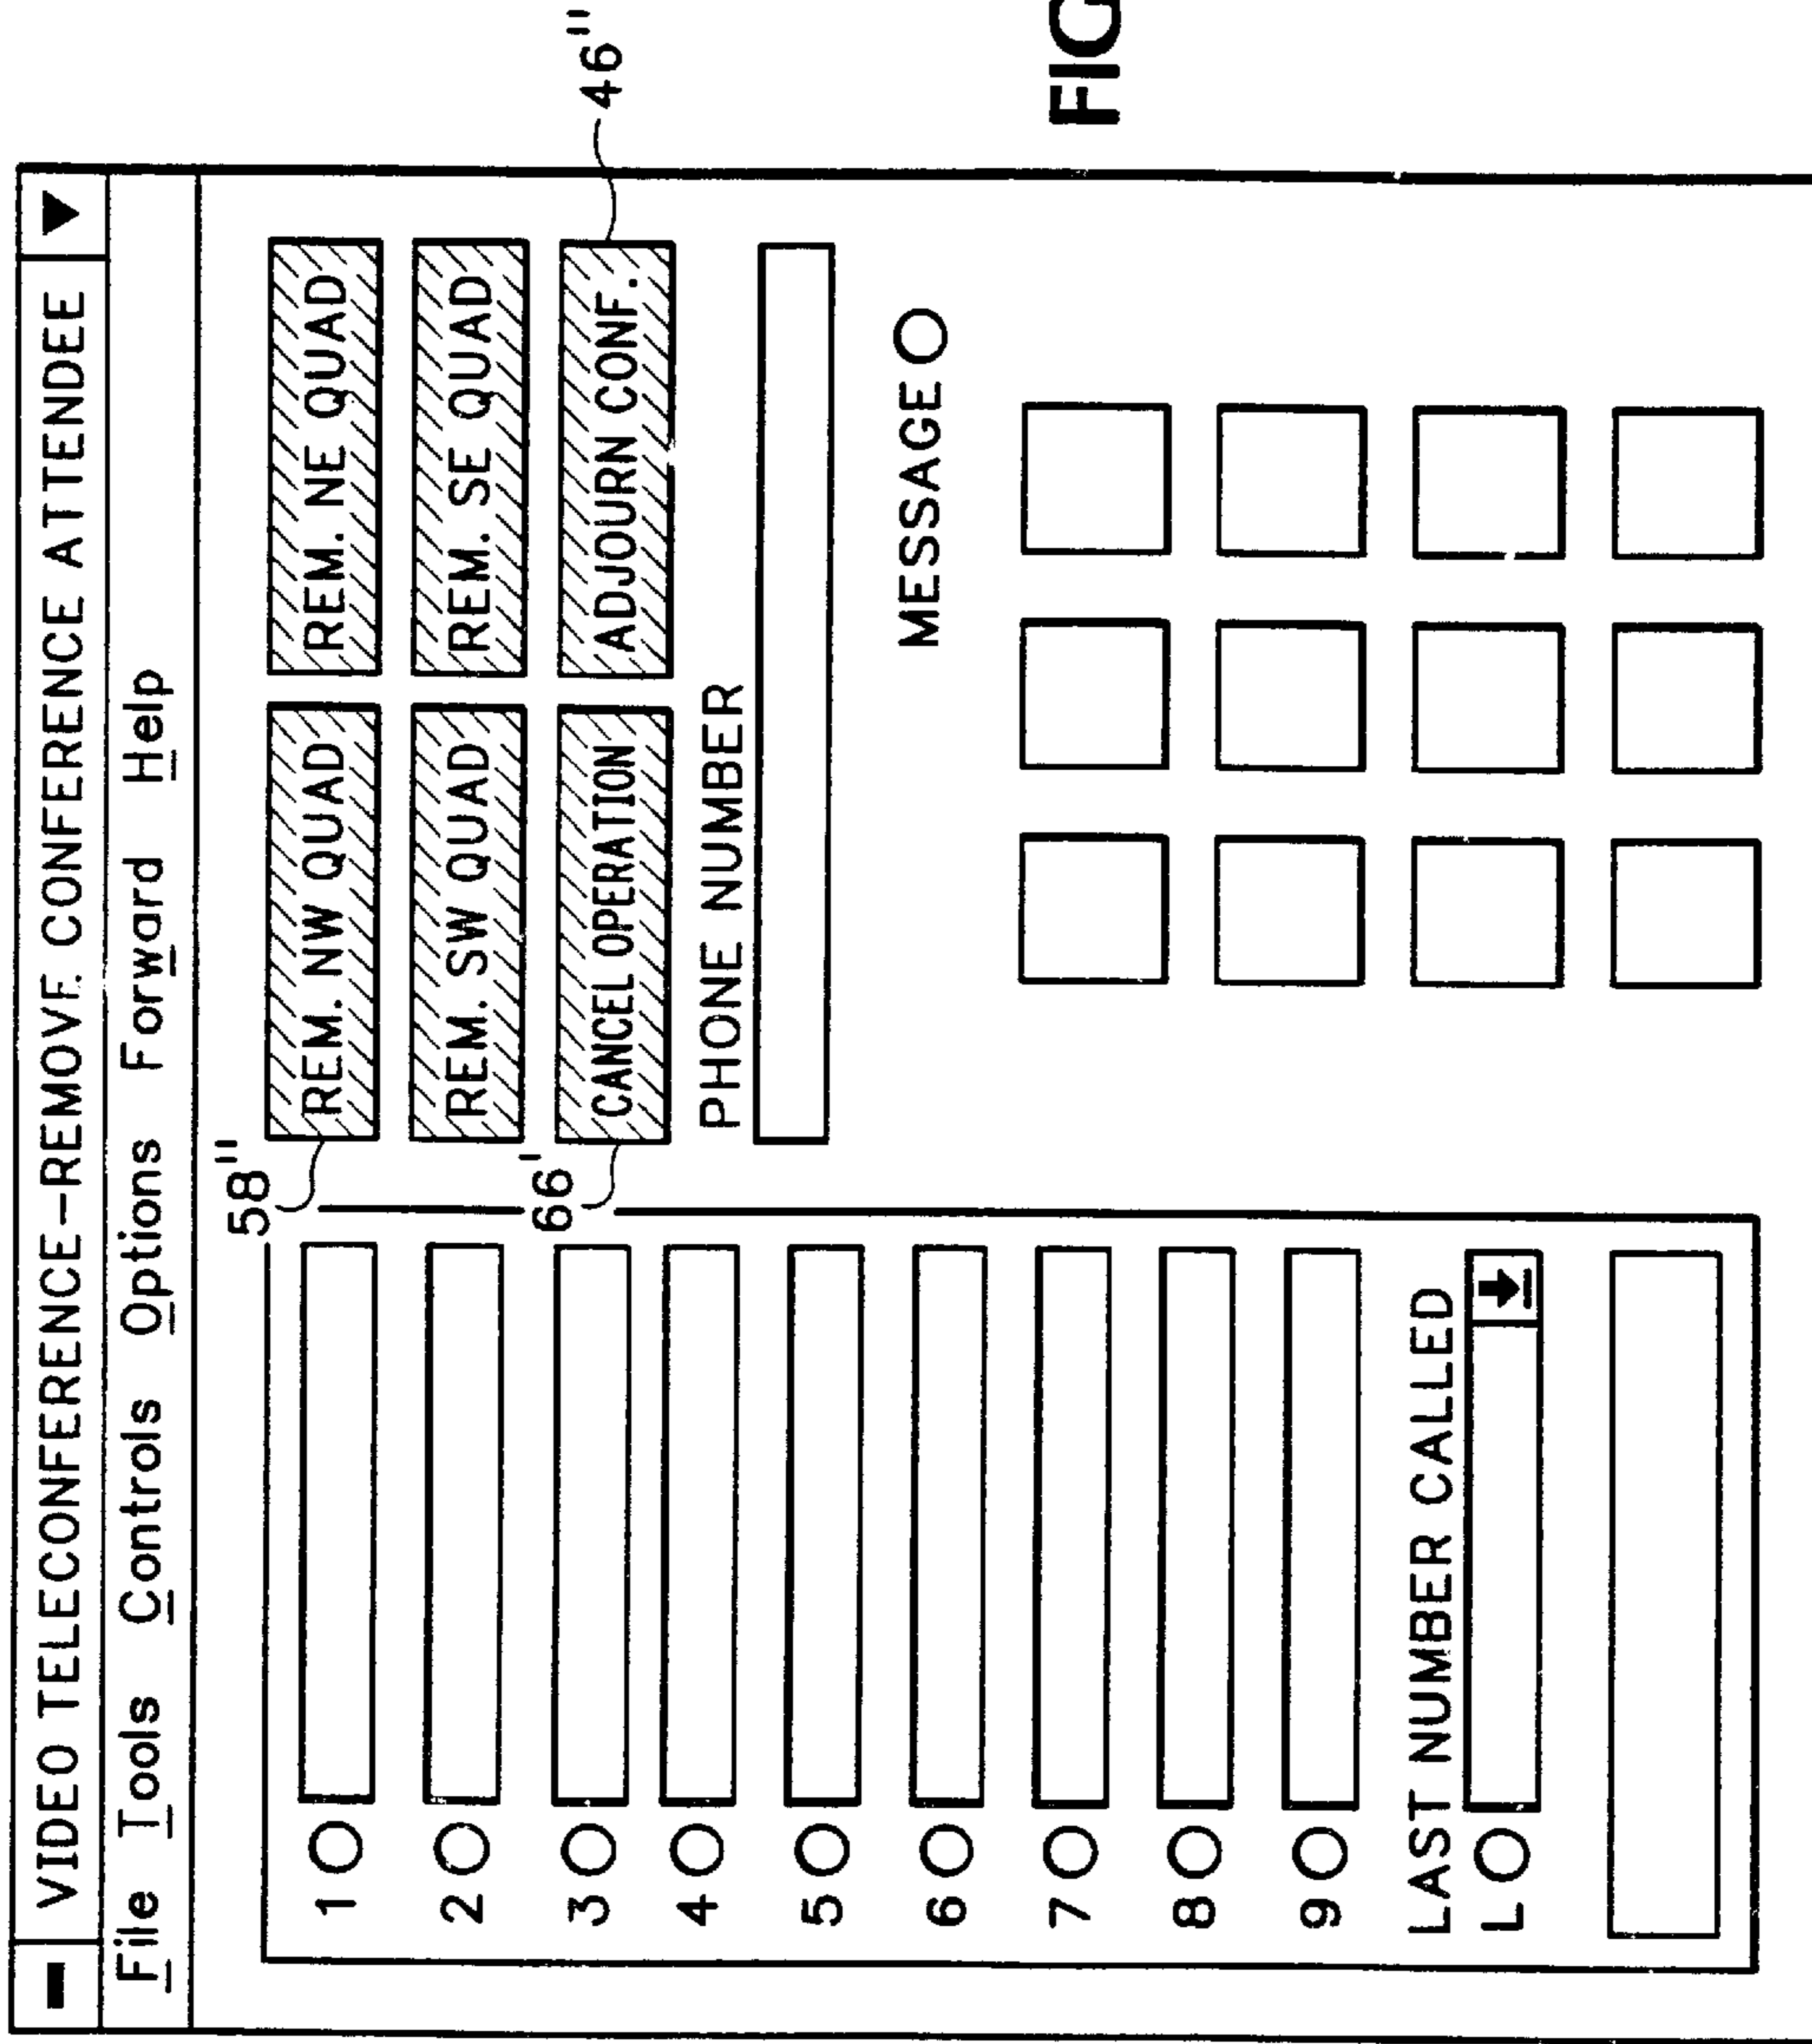 VIDEO TELECONFERENCE-REMOVE CONFERENCE ATTENDEE
File Tools Controls Options Forward Help
58"
REM. NW QUAD REM. NE QUAD
REM. SW QUAD REM. SE QUAD
66'
CANCEL OPERATION ADJOURN CONF.
46"
PHONE NUMBER
MESSAGE
1
2
3
4
5
6
7
8
9
LAST NUMBER CALLED
L
FIG